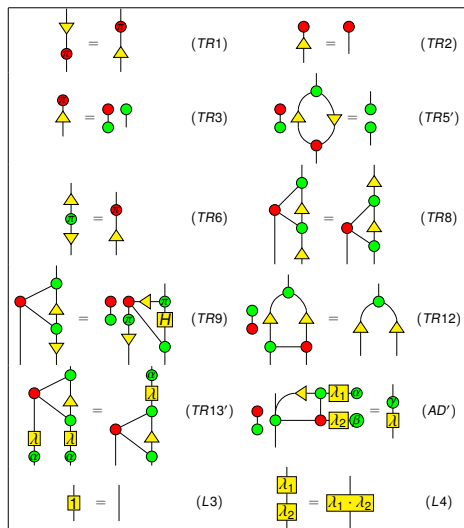 π = π (TR1)
= (TR2)
π = (TR3)
= (TR5′)
π = π (TR6)
= (TR8)
= π π H (TR9)
= (TR12)
λ λ α α = α λ (TR13′)
λ₁ α λ₂ β = γ λ (AD′)
1 = (L3)
λ₁ λ₂ = λ₁ · λ₂ (L4)